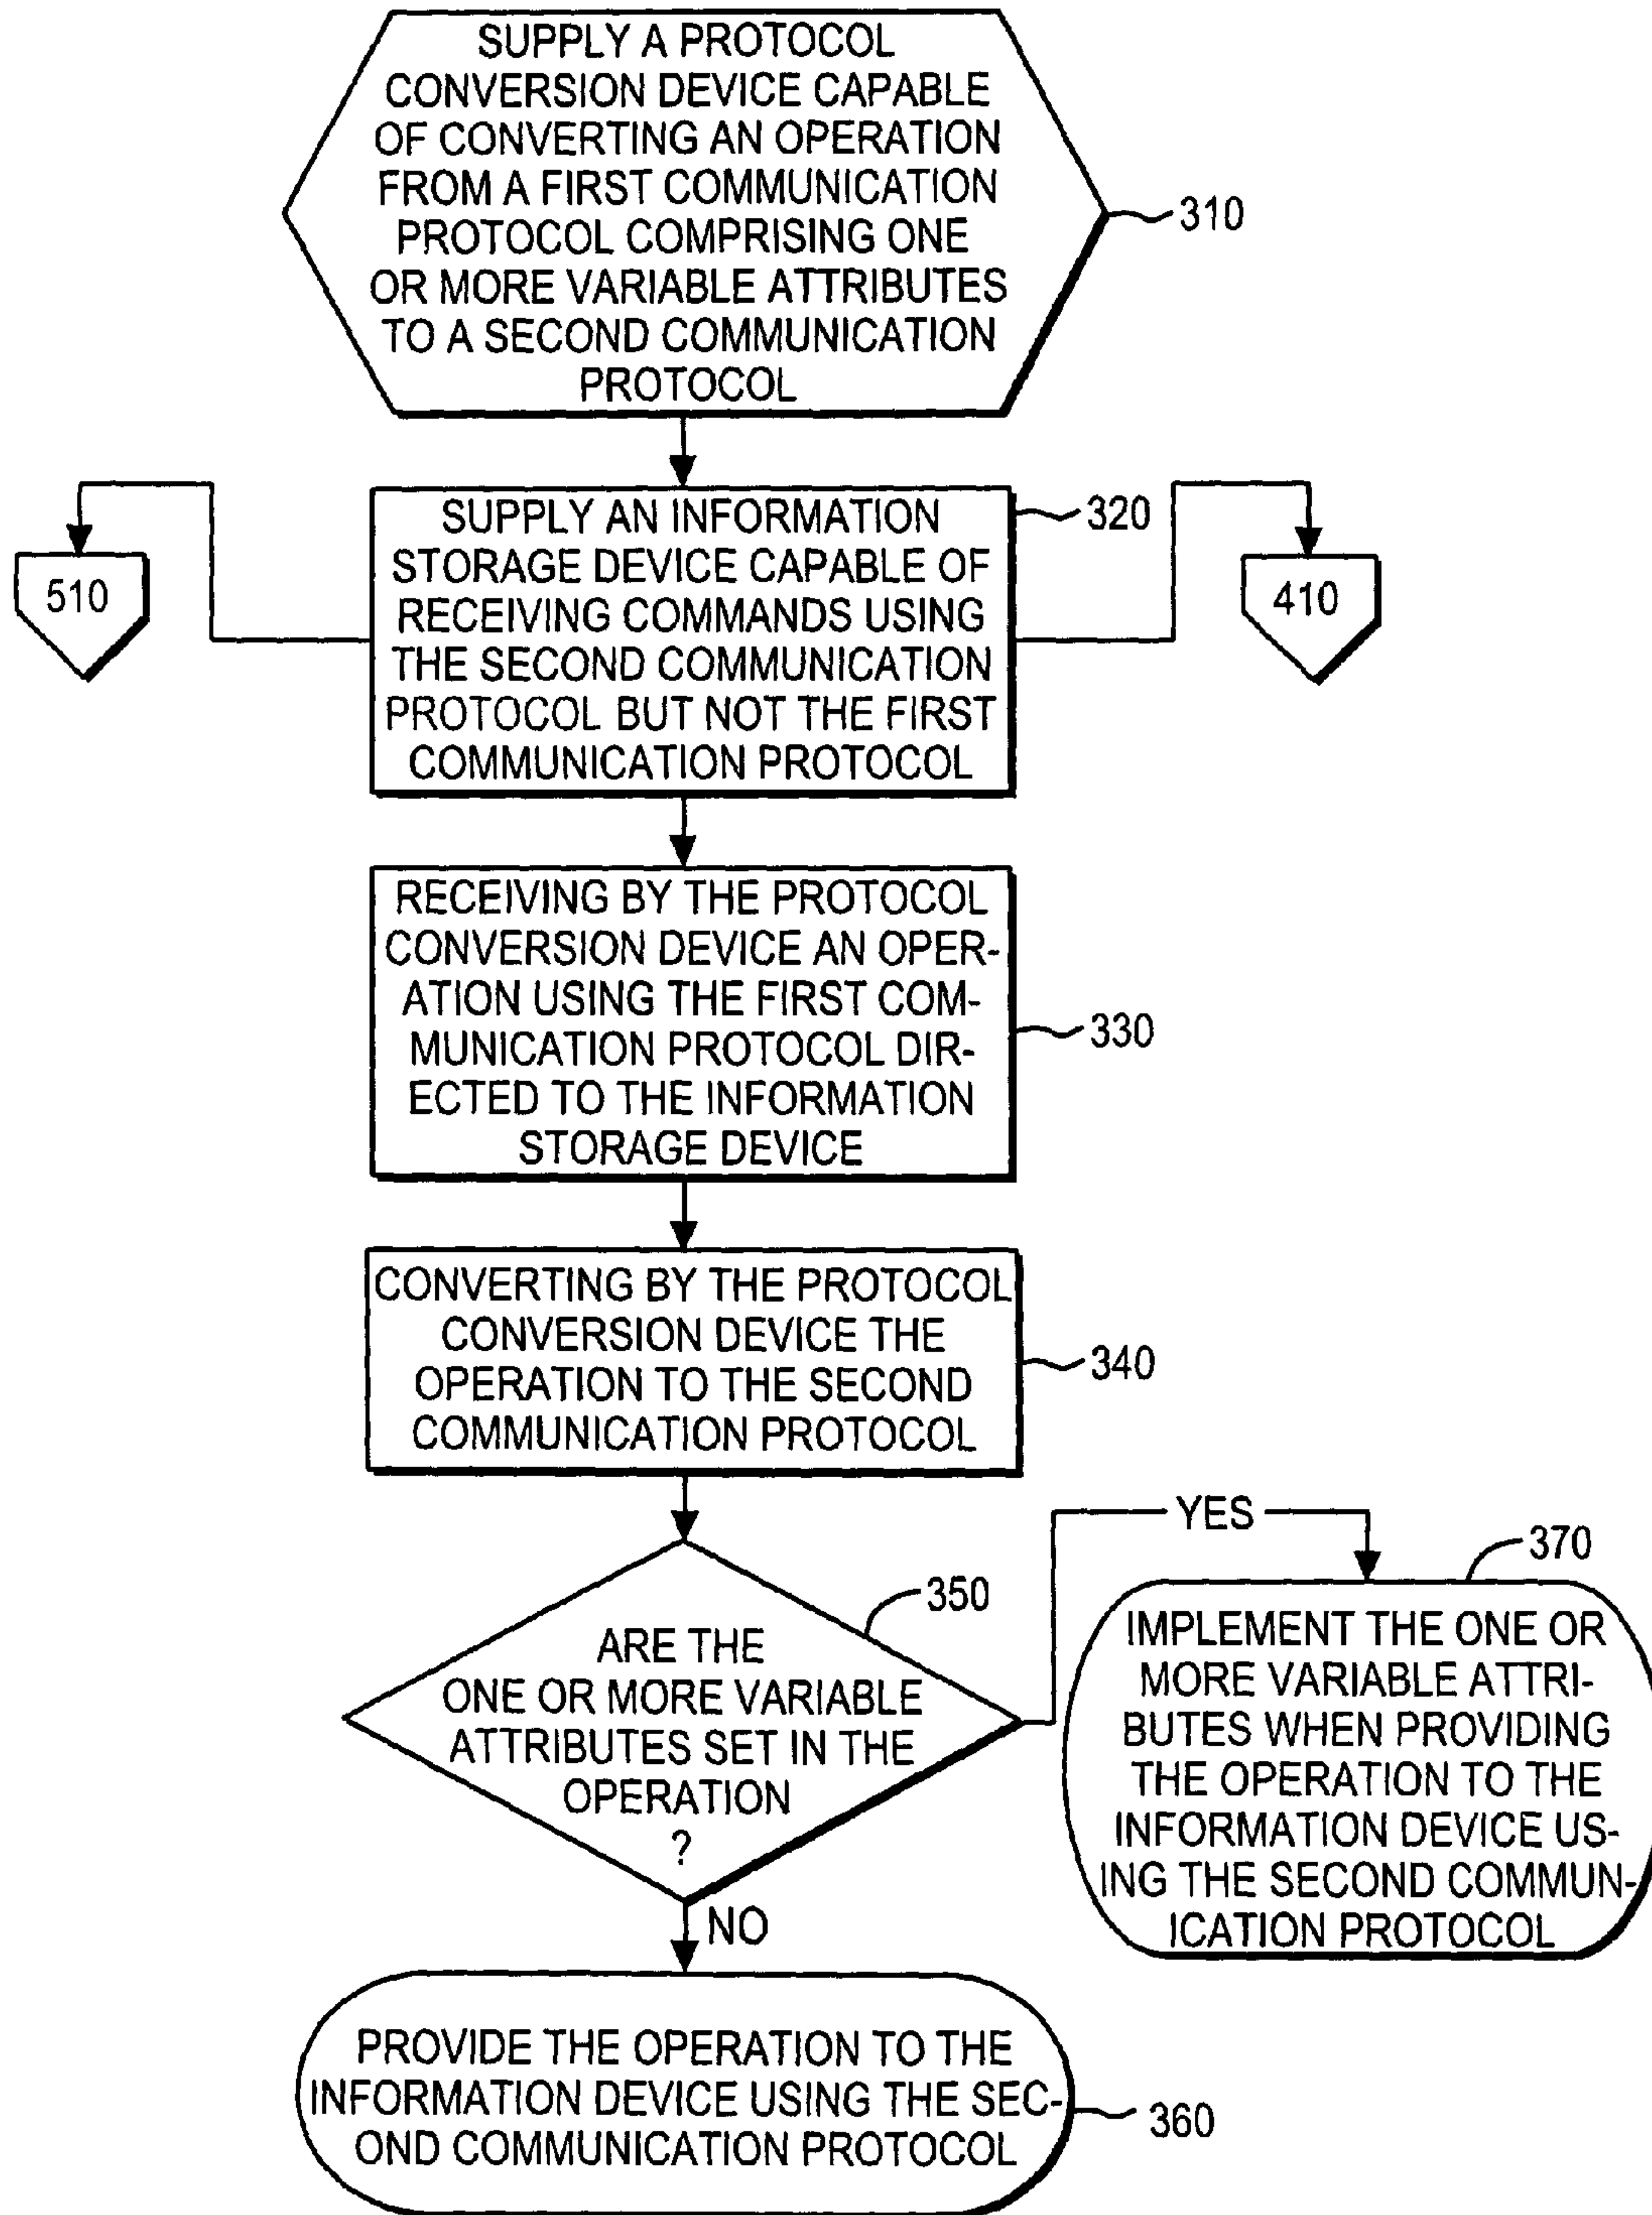 SUPPLY A PROTOCOL
CONVERSION DEVICE CAPABLE
OF CONVERTING AN OPERATION
FROM A FIRST COMMUNICATION
PROTOCOL COMPRISING ONE
OR MORE VARIABLE ATTRIBUTES
TO A SECOND COMMUNICATION
PROTOCOL
310
SUPPLY AN INFORMATION
STORAGE DEVICE CAPABLE OF
RECEIVING COMMANDS USING
THE SECOND COMMUNICATION
PROTOCOL BUT NOT THE FIRST
COMMUNICATION PROTOCOL
320
510
410
RECEIVING BY THE PROTOCOL
CONVERSION DEVICE AN OPER-
ATION USING THE FIRST COM-
MUNICATION PROTOCOL DIR-
ECTED TO THE INFORMATION
STORAGE DEVICE
330
CONVERTING BY THE PROTOCOL
CONVERSION DEVICE THE
OPERATION TO THE SECOND
COMMUNICATION PROTOCOL
340
ARE THE
ONE OR MORE VARIABLE
ATTRIBUTES SET IN THE
OPERATION
?
350
YES
370
IMPLEMENT THE ONE OR
MORE VARIABLE ATTRI-
BUTES WHEN PROVIDING
THE OPERATION TO THE
INFORMATION DEVICE US-
ING THE SECOND COMMUN-
ICATION PROTOCOL
NO
PROVIDE THE OPERATION TO THE
INFORMATION DEVICE USING THE SEC-
OND COMMUNICATION PROTOCOL
360